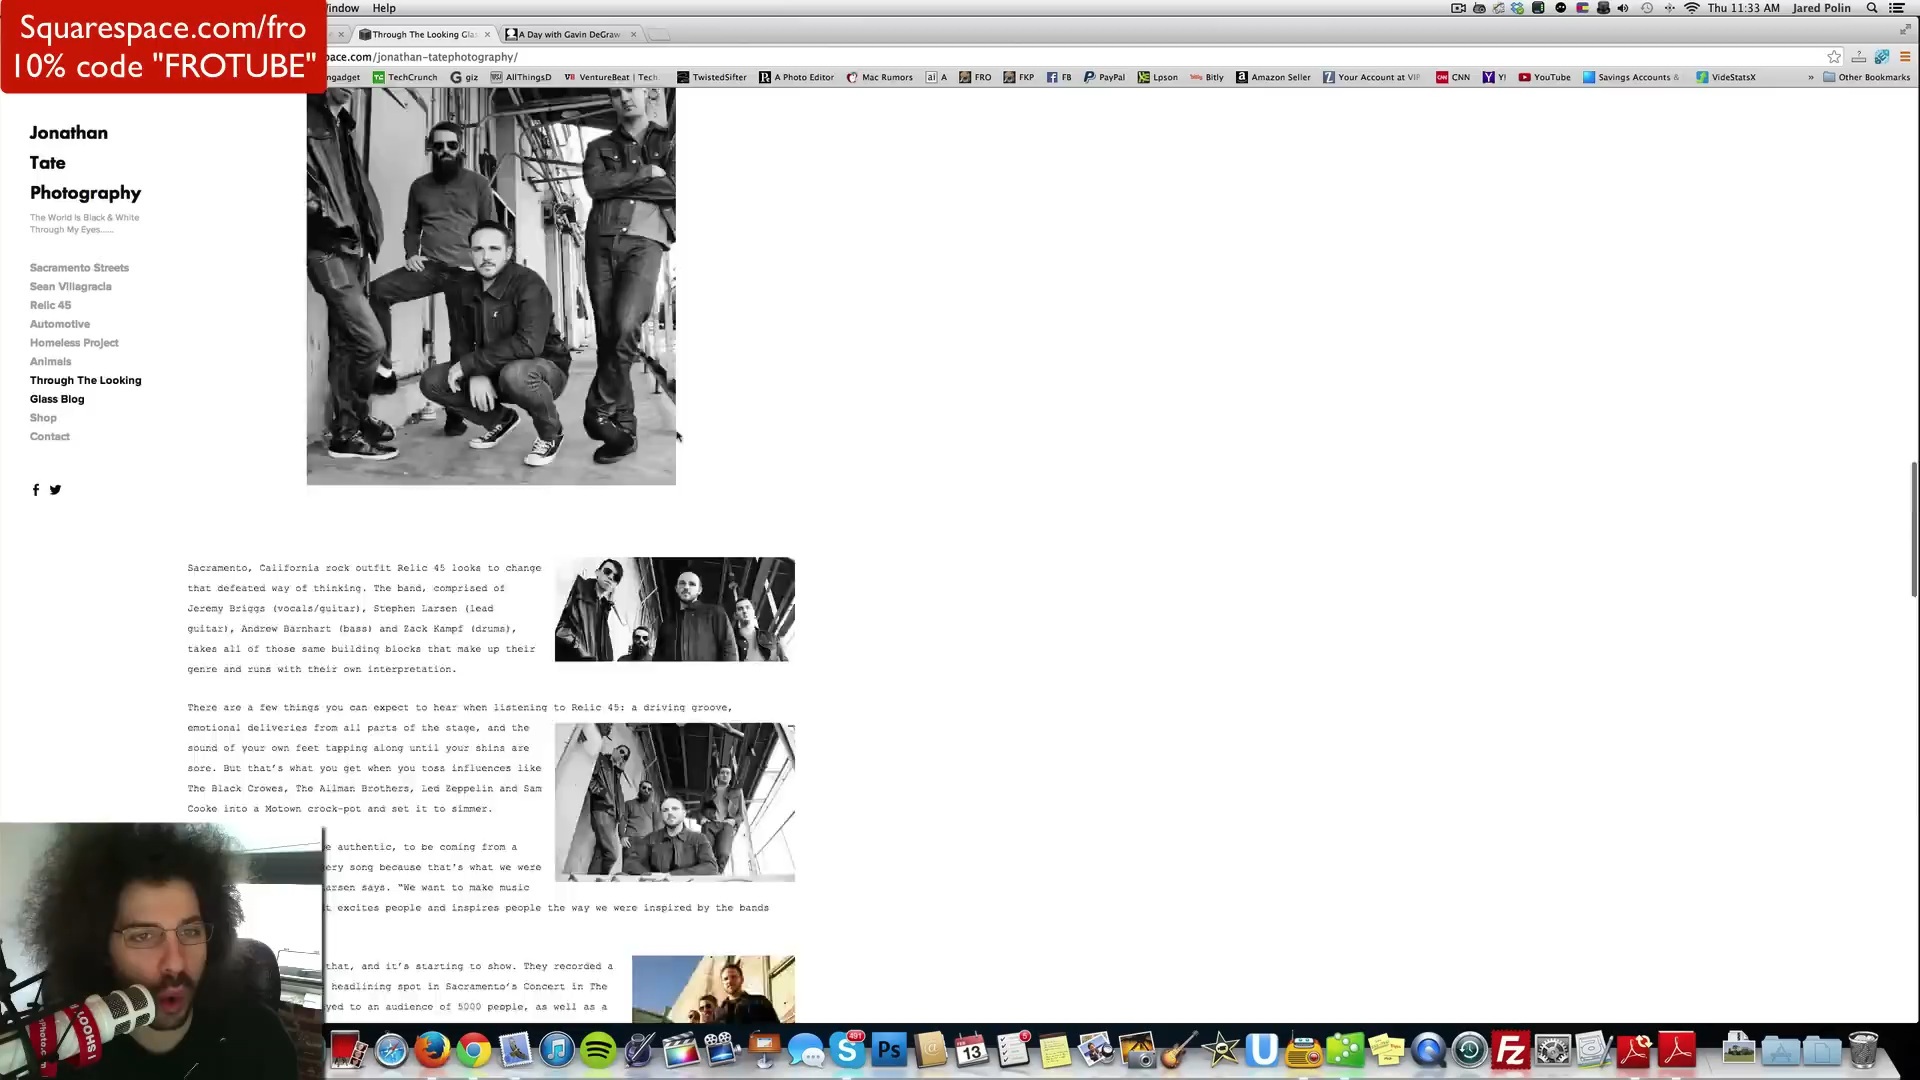 Squarespace.com/fro
10% code "FROTUBE"
indow Help
Thu 11:33 AM Jared Polin
Through The Looking Gla
A Day with Gavin DeGraw
pace.com/jonathan-tatephotography/
ngadget TechCrunch giz AllThingsD VentureBeat | Tech. TwistedSifter A Photo Editor Mac Rumors A FRO FKP FB PayPal Lpson Bitly Amazon Seller Your Account at VIP CNN Y! YouTube Savings Accounts & VideStatsX » Other Bookmarks
Jonathan
Tate
Photography
The World Is Black & White
Through My Eyes......
Sacramento Streets
Sean Villagracia
Relic 45
Automotive
Homeless Project
Animals
Through The Looking
Glass Blog
Shop
Contact
Sacramento, California rock outfit Relic 45 looks to change
that defeated way of thinking. The band, comprised of
Jeremy Briggs (vocals/guitar), Stephen Larsen (lead
guitar), Andrew Barnhart (bass) and Zack Kampf (drums),
takes all of those same building blocks that make up their
genre and runs with their own interpretation.
There are a few things you can expect to hear when listening to Relic 45: a driving groove,
emotional deliveries from all parts of the stage, and the
sound of your own feet tapping along until your shins are
sore. But that's what you get when you toss influences like
The Black Crowes, The Allman Brothers, Led Zeppelin and Sam
Cooke into a Motown crock-pot and set it to simmer.
e authentic, to be coming from a
ery song because that's what we were
arsen says. "We want to make music
t excites people and inspires people the way we were inspired by the bands
that, and it's starting to show. They recorded a
headlining spot in Sacramento's Concert in The
yed to an audience of 5000 people, as well as a
491
Ps
FEB
13
5
U
FZ